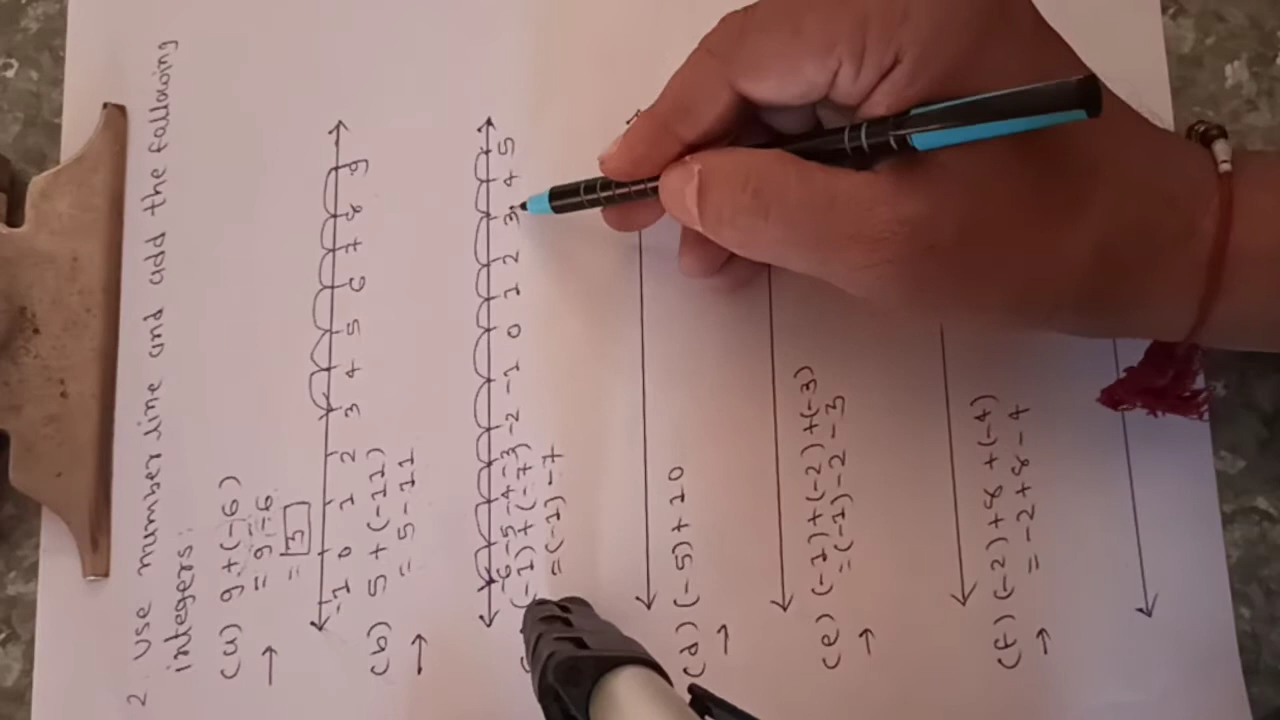 2. Use number line and add the following
integers:
(a) 9+(-6)
→ = 9-6
= 3
-1 0 1 2 3 4 5 6 7 8 9
(b) 5 + (-11)
→ = 5-11
-6 -5 -4 -3 -2 -1 0 1 2 3 4 5
(-1)+(-7)
= (-1)-7
(d) (-5)+10
→
(e) (-1)+(-2)+(-3)
→ =(-1)-2-3
(f) (-2)+8+(-4)
→ = -2+8-4